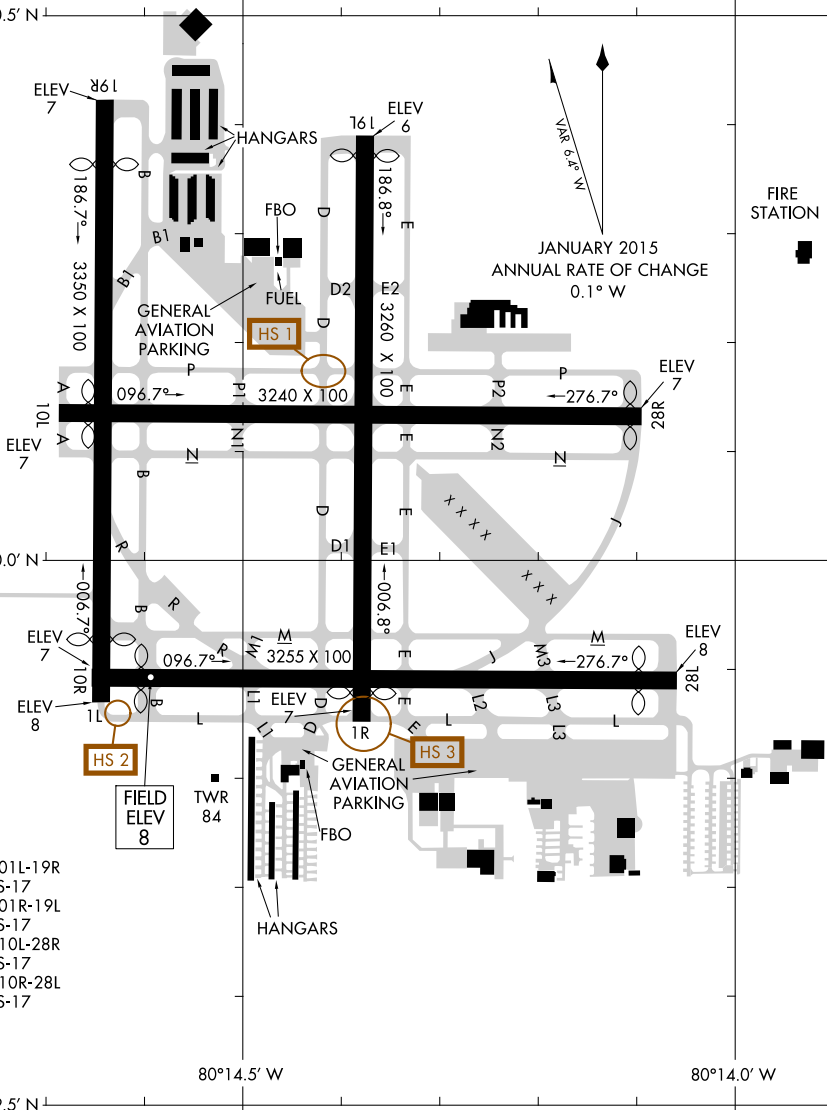 0.5' N
ELEV
7
19R
HANGARS
ELEV
6
19L
VAR 6.4° W
FIRE
STATION
B
186.7°
3350 X 100
FBO
D
186.8°
E
B1
B1
JANUARY 2015
ANNUAL RATE OF CHANGE
0.1° W
FUEL
D2
E2
GENERAL
AVIATION
PARKING
HS 1
D
3260 X 100
P
P
A
096.7°
P1
3240 X 100
E
P2
276.7°
ELEV
7
10L
28R
A
ELEV
7
N
N1
E
N2
N
B
D
E
X X X X
J
R
D1
E1
X X X
0.0' N
006.7°
006.8°
B
R
ELEV
7
R
M1
M
E
J
M3
M
ELEV
8
096.7°
3255 X 100
276.7°
10R
28L
ELEV
8
1L
B
L
L1
ELEV
7
D
E
L2
L3
L
L
L1
D
1R
E
L3
HS 2
HS 3
GENERAL
AVIATION
PARKING
FIELD
ELEV
8
TWR
84
FBO
01L-19R
S-17
01R-19L
S-17
10L-28R
S-17
10R-28L
S-17
HANGARS
80°14.5' W
80°14.0' W
2.5' N